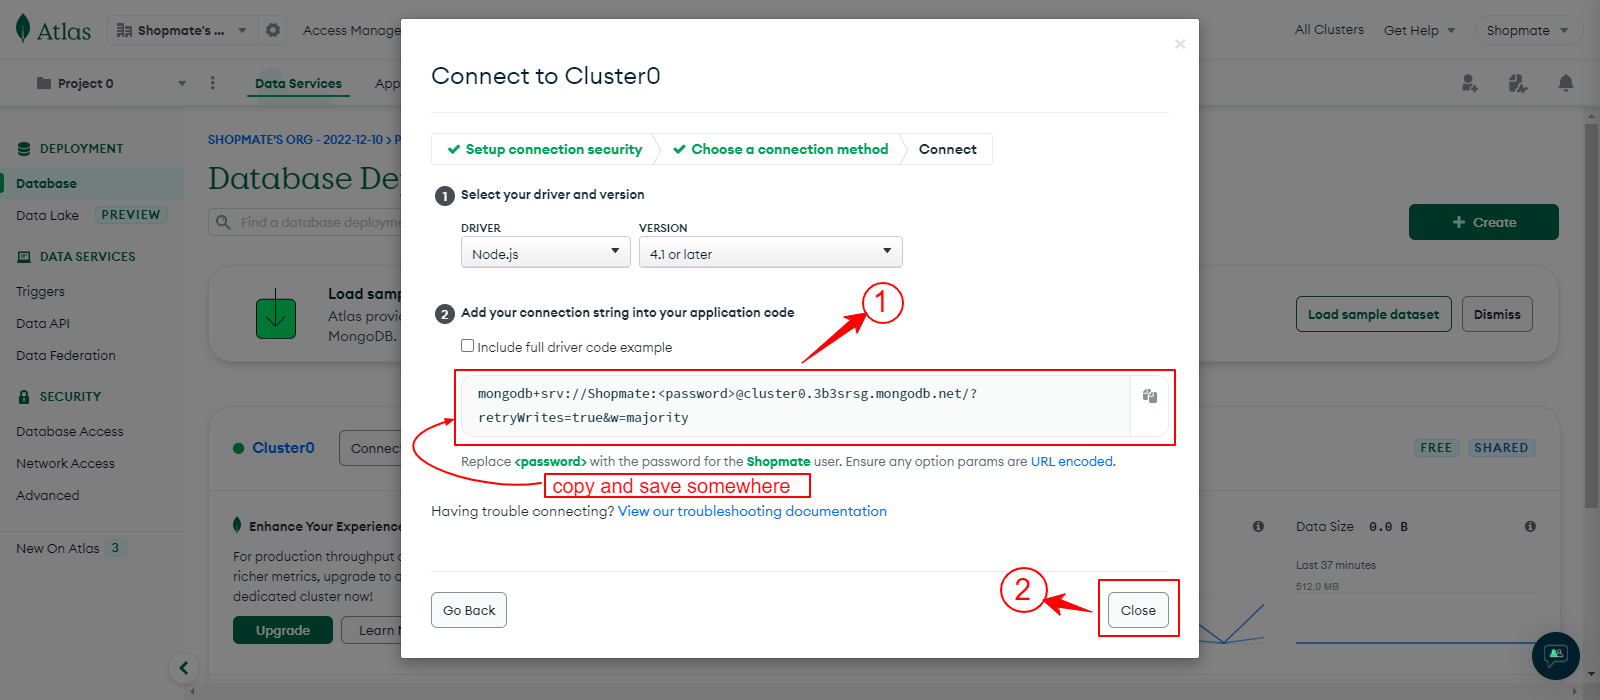 Atlas
Shopmate's ...
Access Manage
All Clusters
Get Help
Shopmate
Project 0
Data Services
App
DEPLOYMENT
Database
Data Lake PREVIEW
DATA SERVICES
Triggers
Data API
Data Federation
SECURITY
Database Access
Network Access
Advanced
New On Atlas 3
SHOPMATE'S ORG - 2022-12-10 > P
Database De
Find a database deployme
+ Create
Load samp
Atlas provi
MongoDB.
Load sample dataset
Dismiss
Cluster0
Connec
FREE
SHARED
Enhance Your Experience
For production throughput
richer metrics, upgrade to
dedicated cluster now!
Upgrade
Learn
Data Size 0.0 B
Last 37 minutes
512.0 MB
×
Connect to Cluster0
Setup connection security
Choose a connection method
Connect
1 Select your driver and version
DRIVER
VERSION
Node.js
4.1 or later
1
2 Add your connection string into your application code
Include full driver code example
mongodb+srv://Shopmate:<password>@cluster0.3b3srsg.mongodb.net/?
retryWrites=true&w=majority
Replace <password> with the password for the Shopmate user. Ensure any option params are URL encoded.
copy and save somewhere
Having trouble connecting? View our troubleshooting documentation
2
Go Back
Close